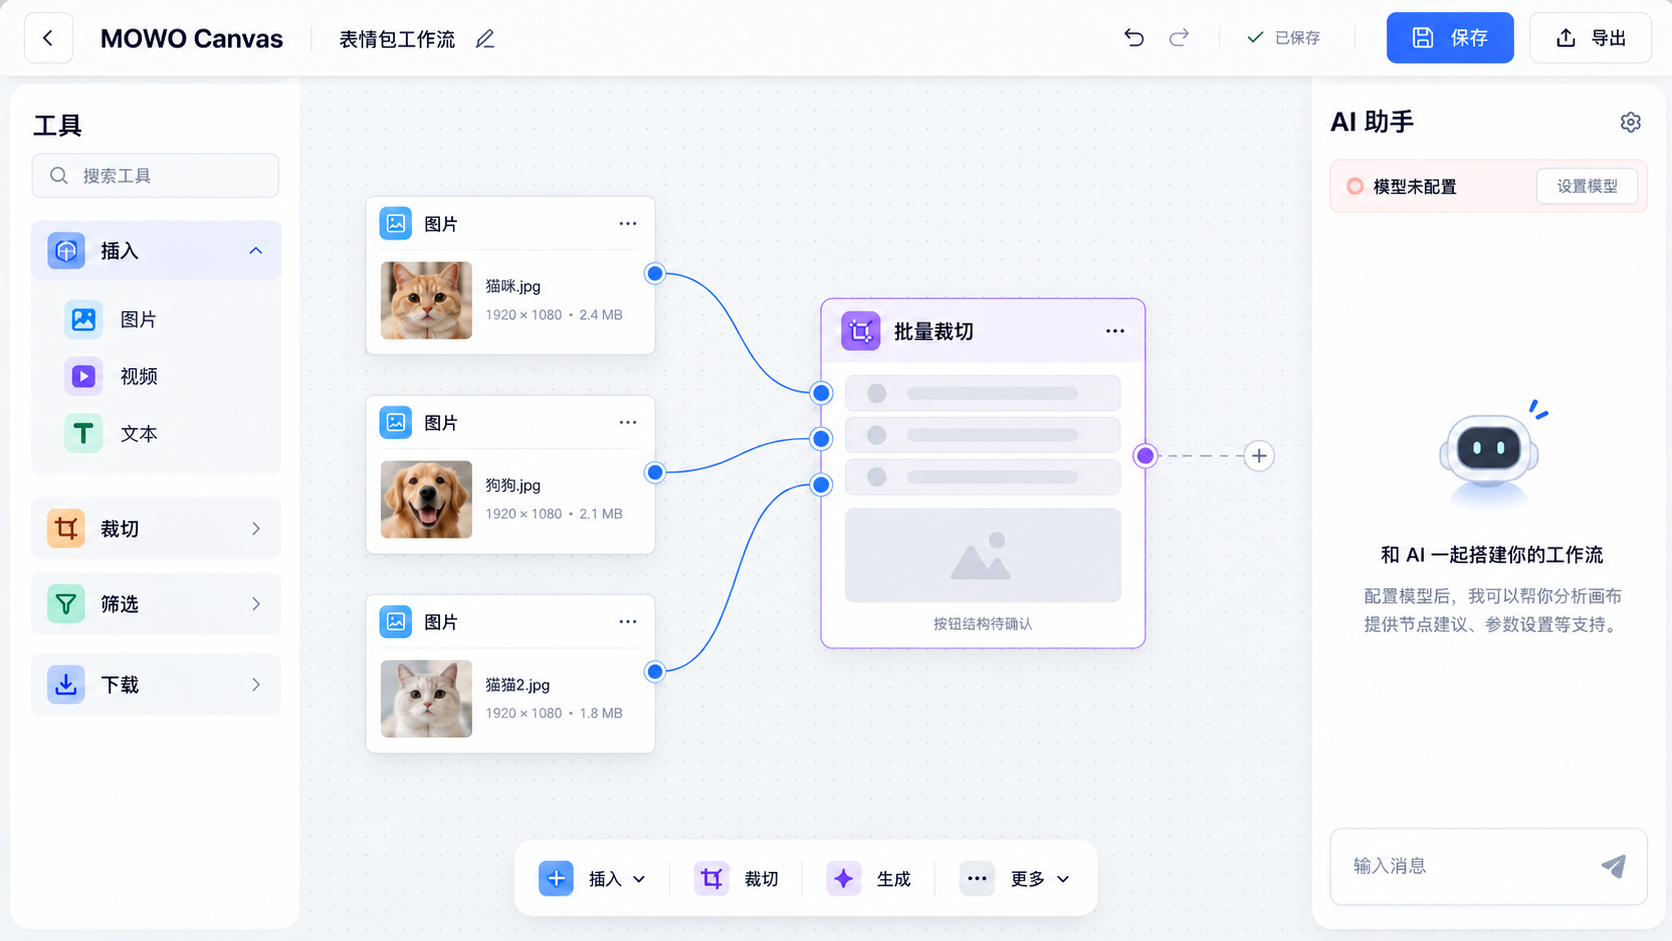 MOWO Canvas
表情包工作流
已保存
保存
导出
工具
搜索工具
插入
图片
视频
文本
裁切
筛选
下载
图片
猫咪.jpg
1920 × 1080 • 2.4 MB
图片
狗狗.jpg
1920 × 1080 • 2.1 MB
图片
猫猫2.jpg
1920 × 1080 • 1.8 MB
批量裁切
按钮结构待确认
插入
裁切
生成
更多
AI 助手
模型未配置
设置模型
和 AI 一起搭建你的工作流
配置模型后，我可以帮你分析画布
提供节点建议、参数设置等支持。
输入消息